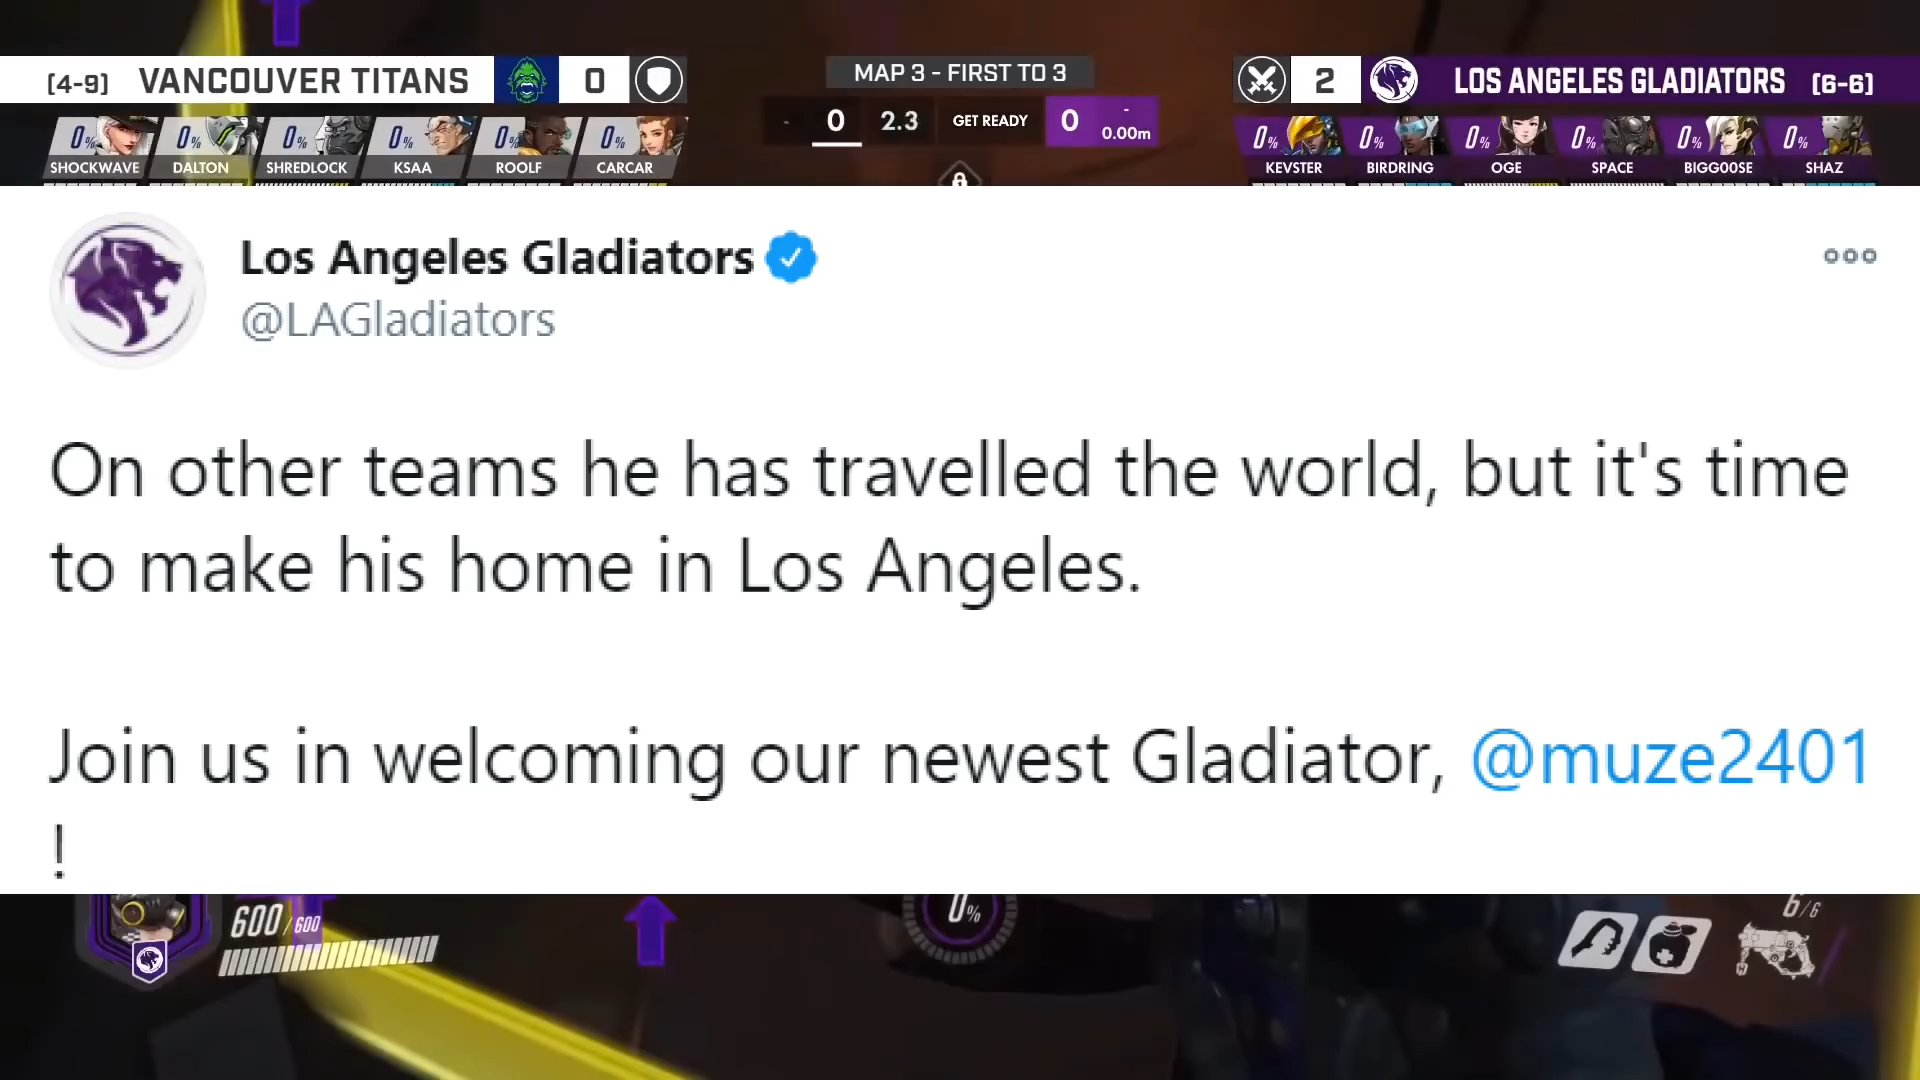 [4-9] VANCOUVER TITANS 0 MAP 3 - FIRST TO 3 2 LOS ANGELES GLADIATORS [6-6]
- 0 2.3 GET READY 0 - 0.00m
0% 0% 0% 0% 0% 0% 0% 0% 0% 0% 0% 0%
SHOCKWAVE DALTON SHREDLOCK KSAA ROOLF CARCAR KEVSTER BIRDRING OGE SPACE BIGG00SE SHAZ
Los Angeles Gladiators
@LAGladiators
On other teams he has travelled the world, but it's time
to make his home in Los Angeles.
Join us in welcoming our newest Gladiator, @muze2401
!
600/600 0% 6/6